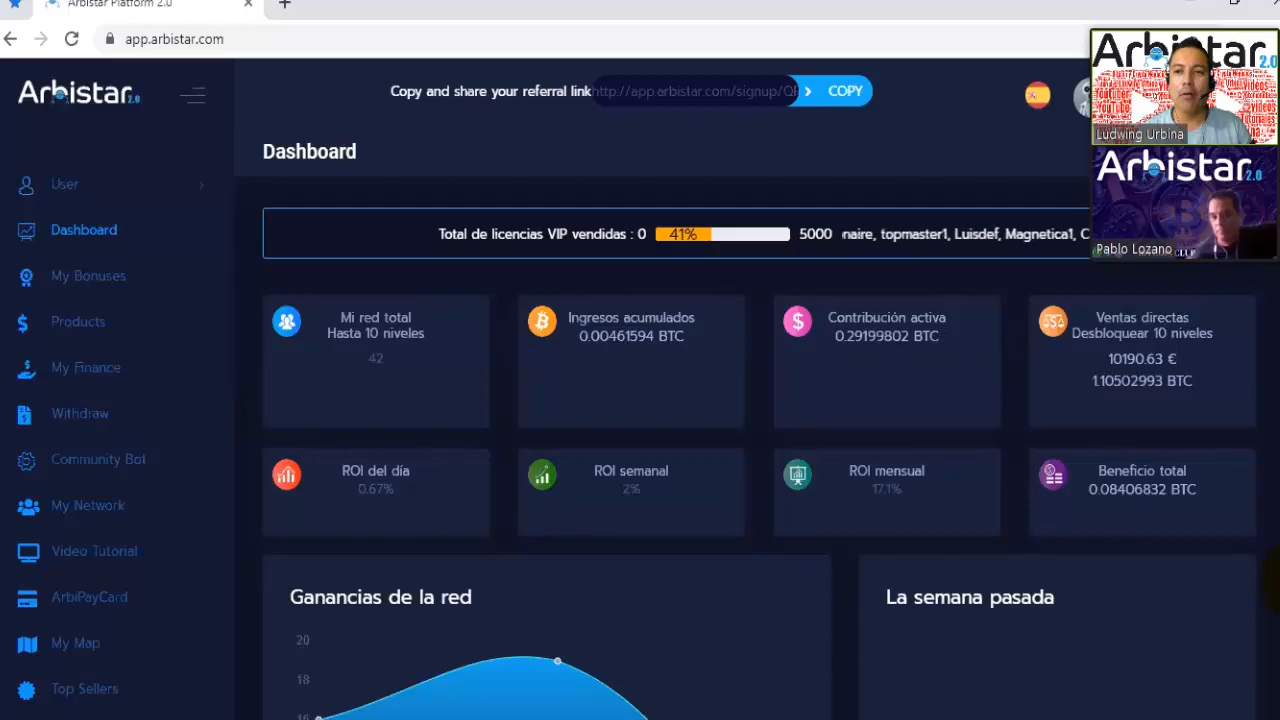 Arbistar Platform 2.0
app.arbistar.com
Arbistar 2.0
Copy and share your referral link
http://app.arbistar.com/signup/
COPY
Arbistar 2.0
Ludwing Urbina
Arbistar 2.0
Pablo Lozano
User
Dashboard
My Bonuses
Products
My Finance
Withdraw
Community Bot
My Network
Video Tutorial
ArbiPayCard
My Map
Top Sellers
Dashboard
Total de licencias VIP vendidas : 0
41%
5000
naire, topmaster1, Luisdef, Magnetica1, C
Mi red total
Hasta 10 niveles
42
Ingresos acumulados
0.00461594 BTC
Contribución activa
0.29199802 BTC
Ventas directas
Desbloquear 10 niveles
10190.63 €
1.10502993 BTC
ROI del día
0.67%
ROI semanal
2%
ROI mensual
17.1%
Beneficio total
0.08406832 BTC
Ganancias de la red
20
18
16
La semana pasada